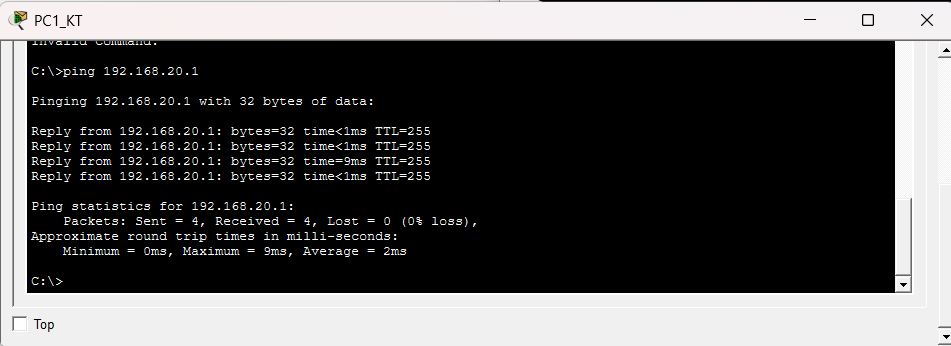 PC1_KT
Invalid Command.
C:\>ping 192.168.20.1
Pinging 192.168.20.1 with 32 bytes of data:
Reply from 192.168.20.1: bytes=32 time<1ms TTL=255
Reply from 192.168.20.1: bytes=32 time<1ms TTL=255
Reply from 192.168.20.1: bytes=32 time=9ms TTL=255
Reply from 192.168.20.1: bytes=32 time<1ms TTL=255
Ping statistics for 192.168.20.1:
Packets: Sent = 4, Received = 4, Lost = 0 (0% loss),
Approximate round trip times in milli-seconds:
Minimum = 0ms, Maximum = 9ms, Average = 2ms
C:\>
Top